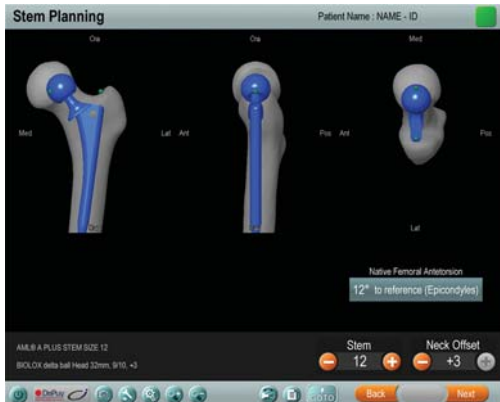 Stem Planning
Patient Name : NAME - ID
Cra
Cra
Med
Med
Lat
Ant
Pos
Ant
Pos
Lat
Native Femoral Antetorsion
12° to reference (Epicondyles)
AML® A PLUS STEM SIZE 12
BIOLOX delta ball Head 32mm, 9/10, +3
Stem
Neck Offset
12
+3
DePuy
GOTO
Back
Next